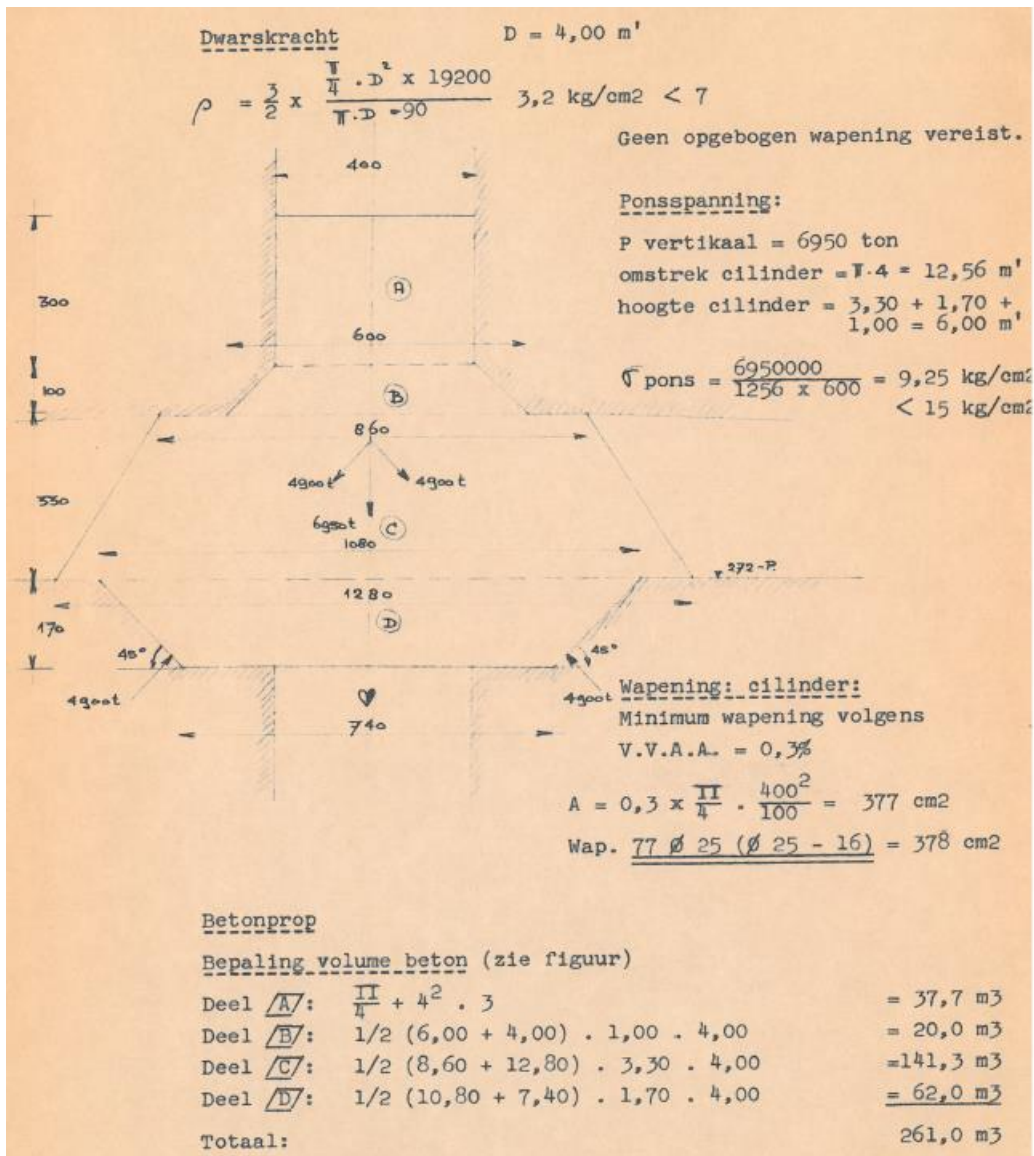 Dwarskracht D = 4,00 m'
ρ = 3/2 x (π/4 . D² x 19200)/(π.D - 90) 3,2 kg/cm2 < 7
Geen opgebogen wapening vereist.
400
Ponsspanning:
P vertikaal = 6950 ton
omstrek cilinder = π.4 = 12,56 m'
hoogte cilinder = 3,30 + 1,70 +
1,00 = 6,00 m'
σ pons = 6950000/(1256 x 600) = 9,25 kg/cm2
< 15 kg/cm2
300
A
600
100
B
860
4900t 4900t
6950t C
330
1080
272-P.
1280
170
D
45° 45°
4900t 4900t
740
Wapening: cilinder:
Minimum wapening volgens
V.V.A.A. = 0,3%
A = 0,3 x π/4 . 400²/100 = 377 cm2
Wap. 77 Ø 25 (Ø 25 - 16) = 378 cm2
Betonprop
Bepaling volume beton (zie figuur)
Deel /A/: π/4 + 4² . 3 = 37,7 m3
Deel /B/: 1/2 (6,00 + 4,00) . 1,00 . 4,00 = 20,0 m3
Deel /C/: 1/2 (8,60 + 12,80) . 3,30 . 4,00 =141,3 m3
Deel /D/: 1/2 (10,80 + 7,40) . 1,70 . 4,00 = 62,0 m3
Totaal: 261,0 m3